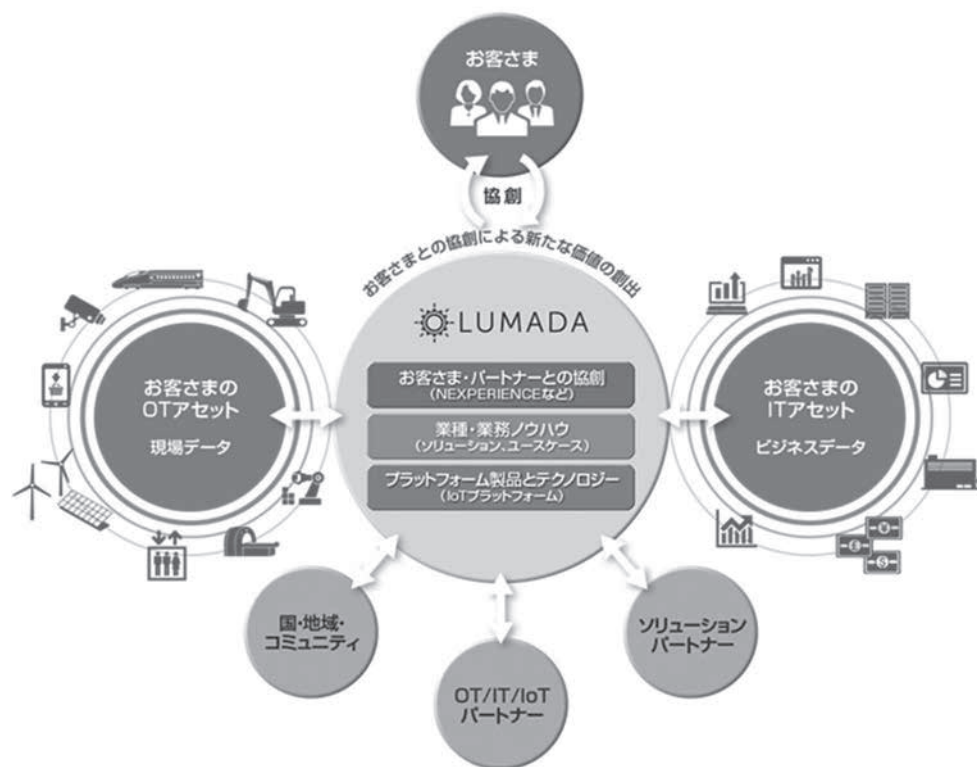 お客さま
協創
お客さまとの協創による新たな価値の創出
LUMADA
お客さま・パートナーとの協創
(NEXPERIENCEなど)
業種・業務ノウハウ
(ソリューション、ユースケース)
プラットフォーム製品とテクノロジー
(IoTプラットフォーム)
お客さまの
OTアセット
現場データ
お客さまの
ITアセット
ビジネスデータ
¥
£
$
国・地域・
コミュニティ
OT/IT/IoT
パートナー
ソリューション
パートナー